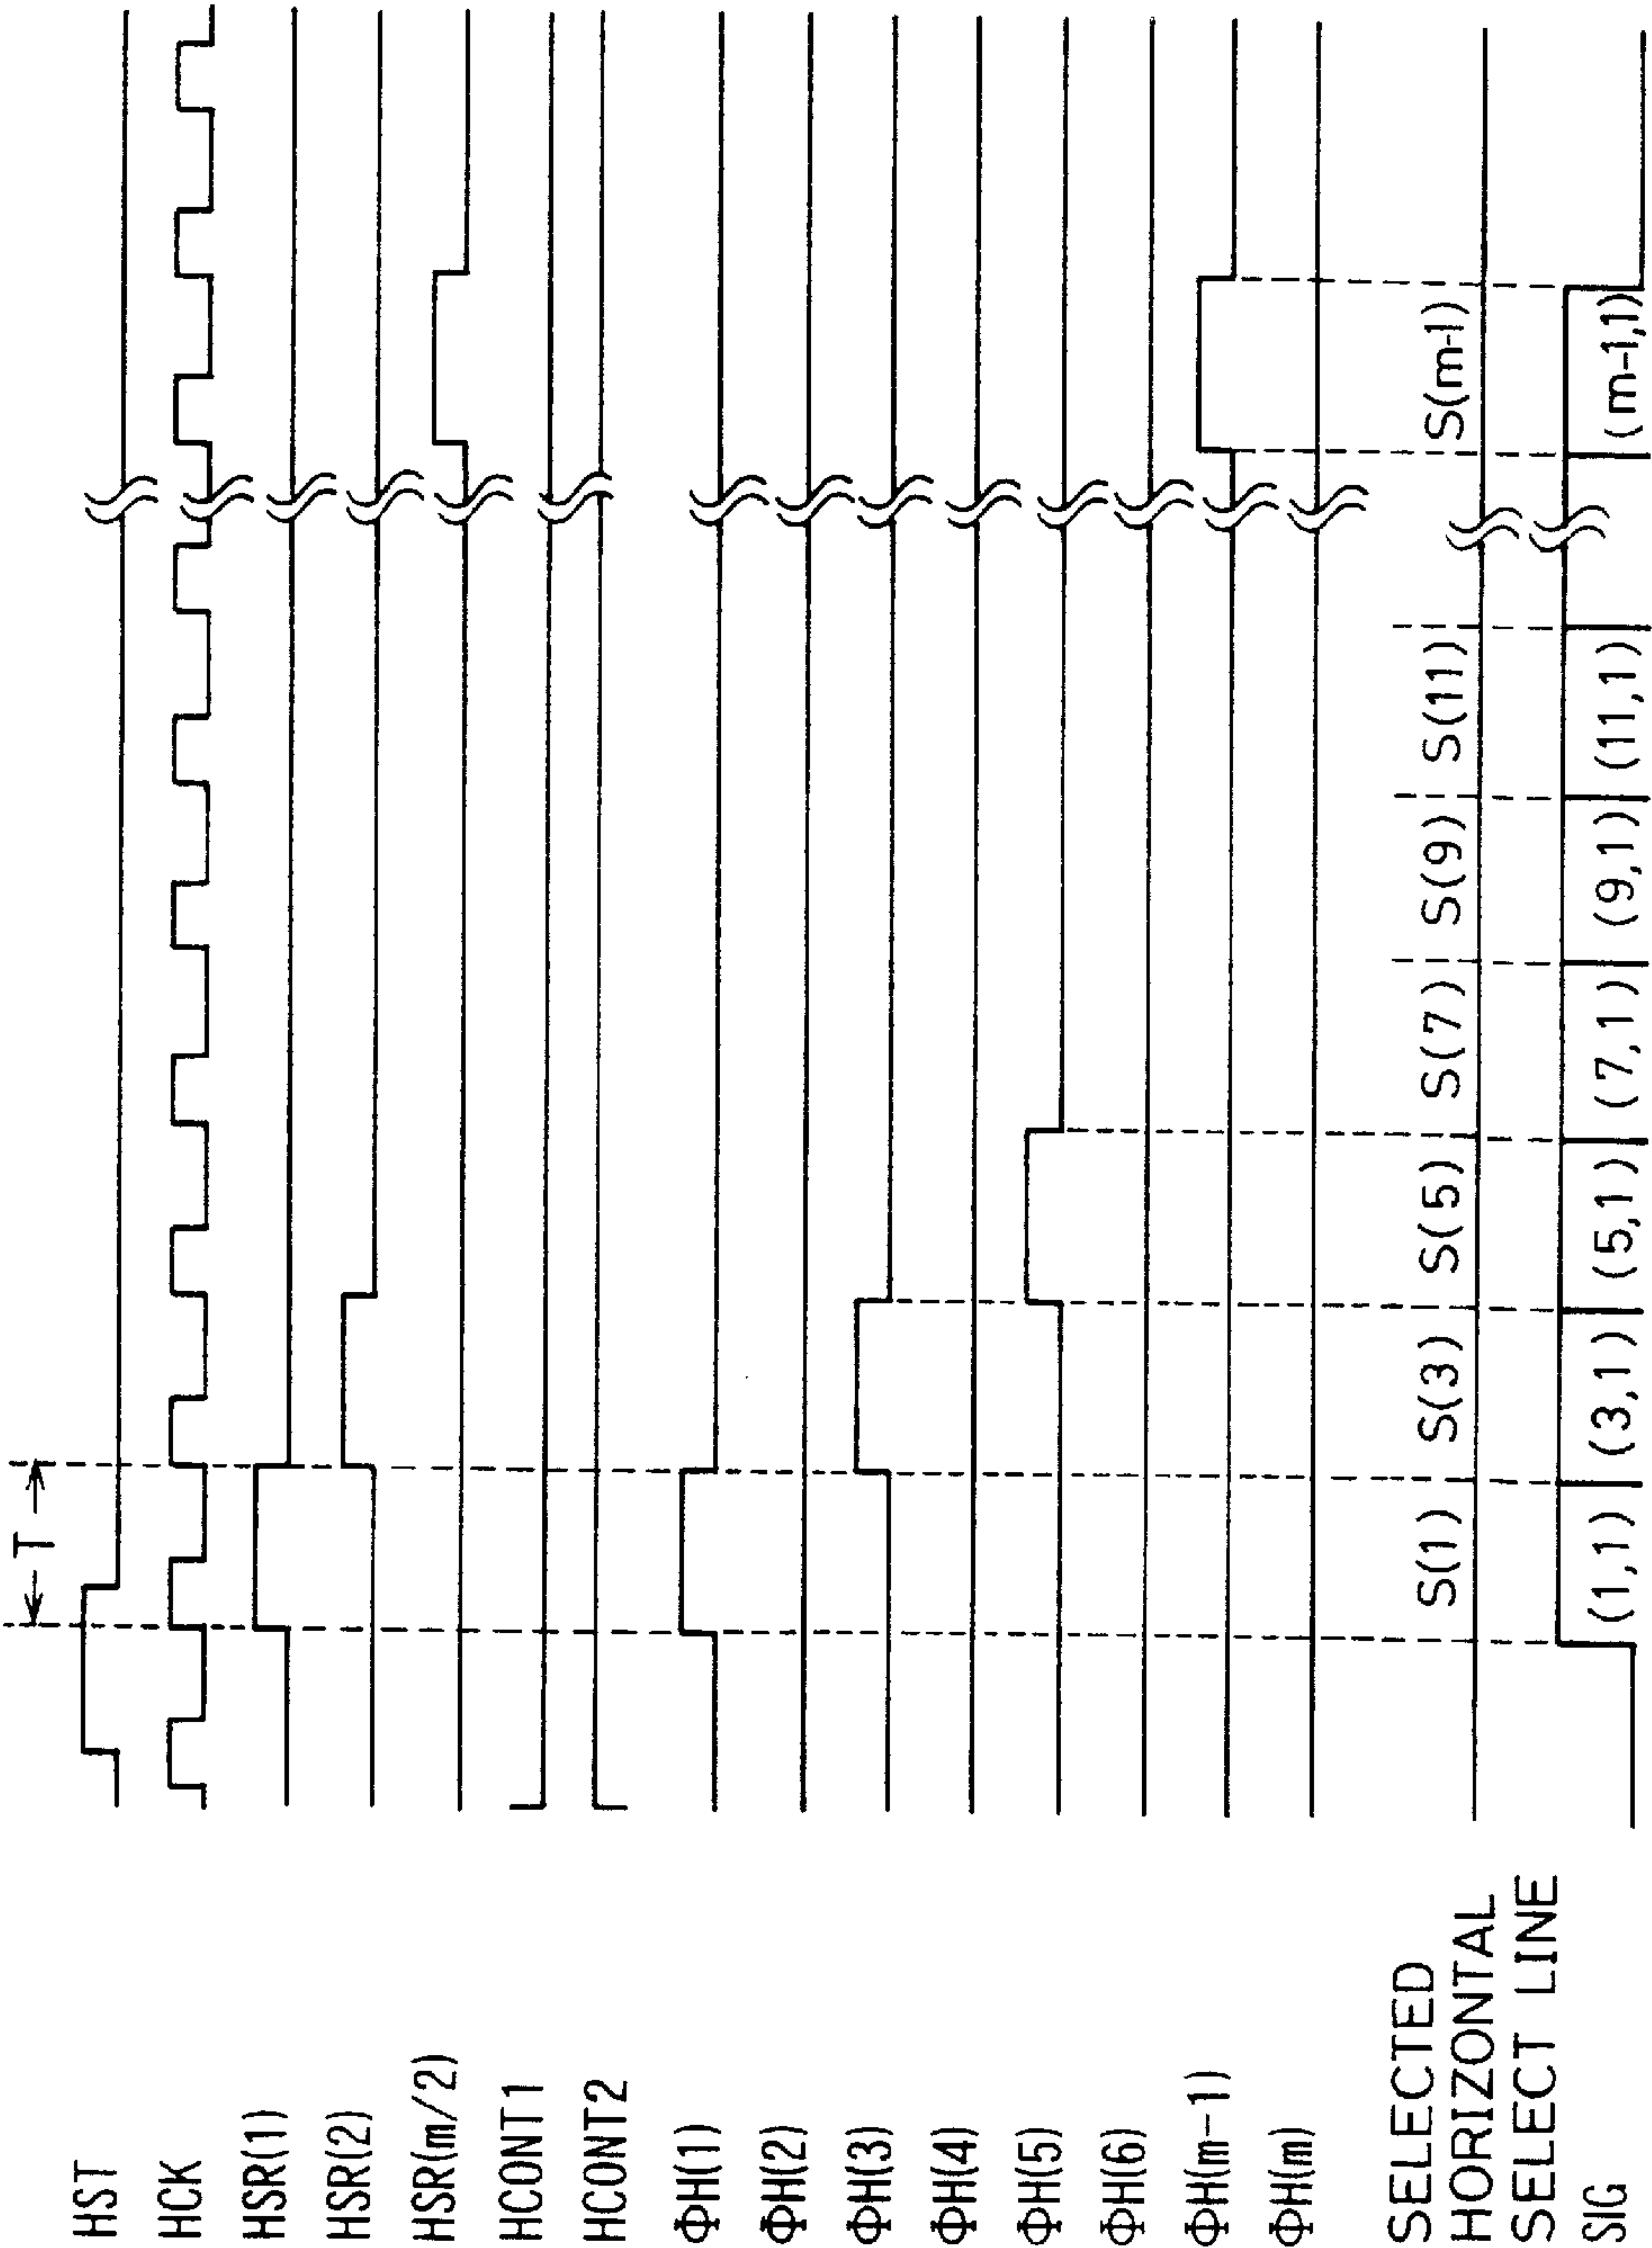 T
HST
HCK
HSR(1)
HSR(2)
HSR(m/2)
HCONT1
HCONT2
ΦH(1)
ΦH(2)
ΦH(3)
ΦH(4)
ΦH(5)
ΦH(6)
ΦH(m-1)
ΦH(m)
SELECTED
HORIZONTAL
SELECT LINE
S(1) S(3) S(5) S(7) S(9) S(11) S(m-1)
SIG
(1,1) (3,1) (5,1) (7,1) (9,1) (11,1) (m-1,1)